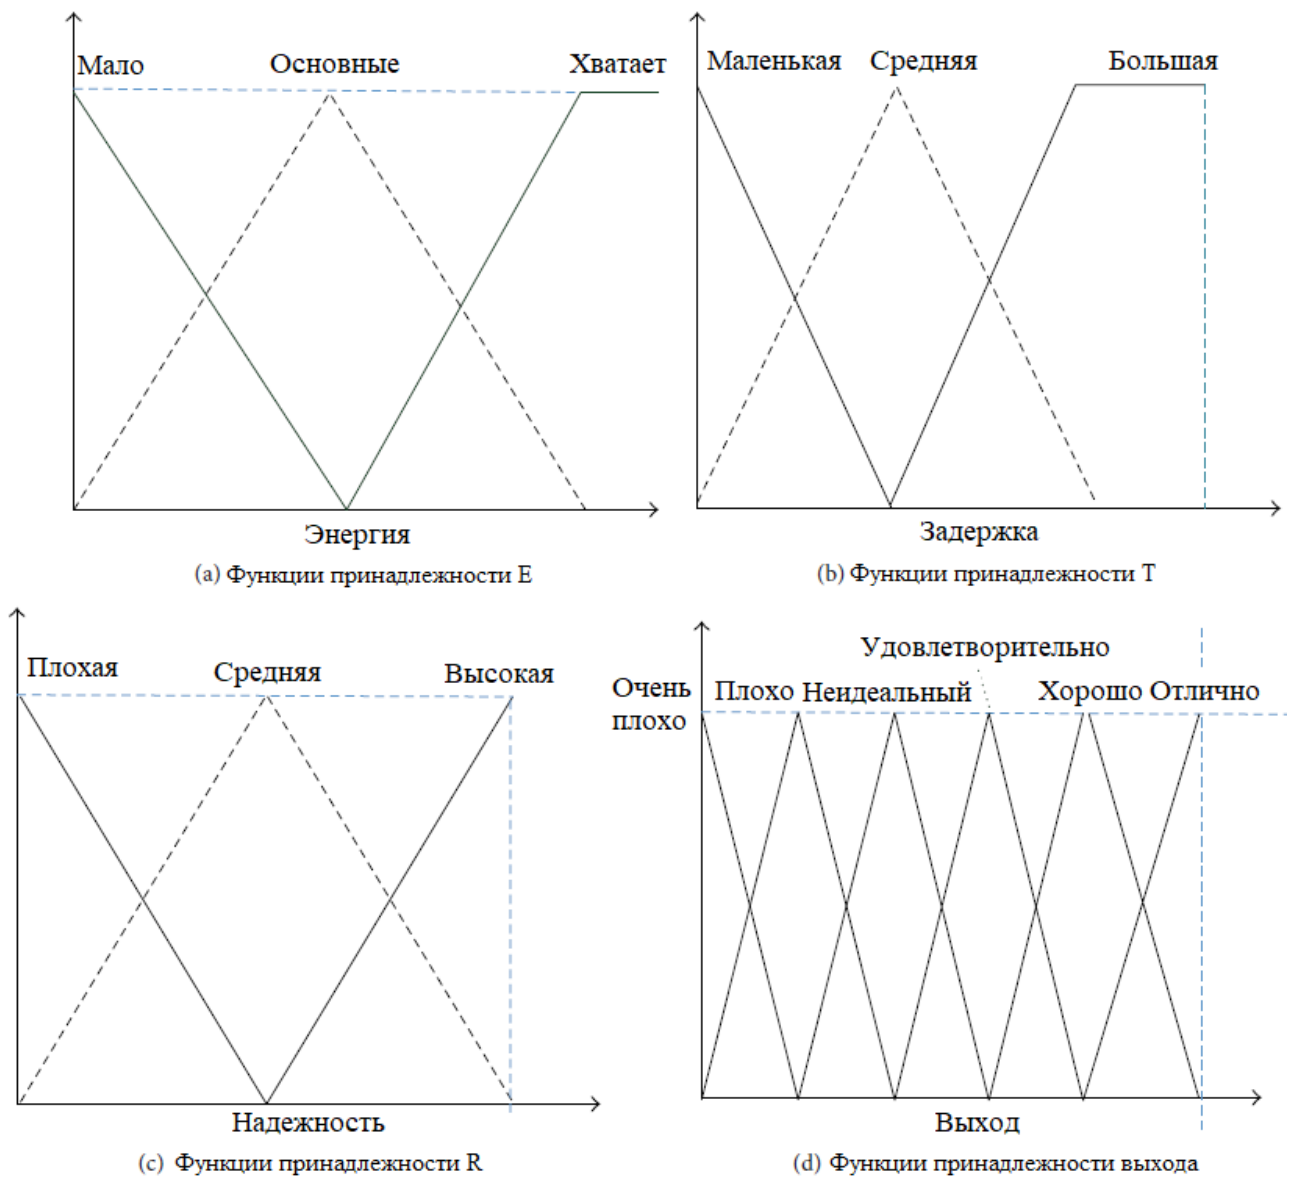 Мало
Основные
Хватает
Энергия
(a) Функции принадлежности E
Маленькая
Средняя
Большая
Задержка
(b) Функции принадлежности T
Плохая
Средняя
Высокая
Надежность
(c) Функции принадлежности R
Удовлетворительно
Очень
плохо
Плохо
Неидеальный
Хорошо
Отлично
Выход
(d) Функции принадлежности выхода